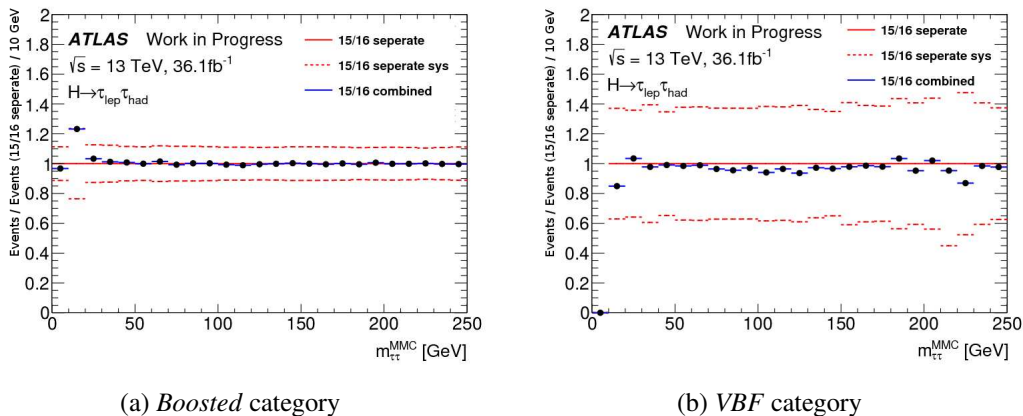 Events / Events (15/16 seperate) / 10 GeV
2
1.8
1.6
1.4
1.2
1
0.8
0.6
0.4
0.2
0
ATLAS Work in Progress
√s = 13 TeV, 36.1fb⁻¹
H→τlepτhad
15/16 seperate
15/16 seperate sys
15/16 combined
0 50 100 150 200 250
mττMMC [GeV]
(a) Boosted category
Events / Events (15/16 seperate) / 10 GeV
2
1.8
1.6
1.4
1.2
1
0.8
0.6
0.4
0.2
0
ATLAS Work in Progress
√s = 13 TeV, 36.1fb⁻¹
H→τlepτhad
15/16 seperate
15/16 seperate sys
15/16 combined
0 50 100 150 200 250
mττMMC [GeV]
(b) VBF category